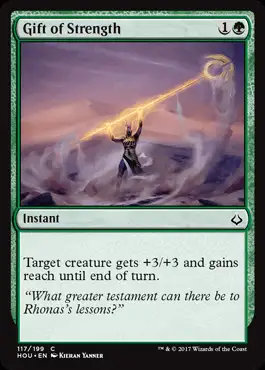 Gift of Strength 1
Instant
Target creature gets +3/+3 and gains
reach until end of turn.
“What greater testament can there be to
Rhonas’s lessons?”
117/199 C
HOU • EN Kieran Yanner
™ & © 2017 Wizards of the Coast